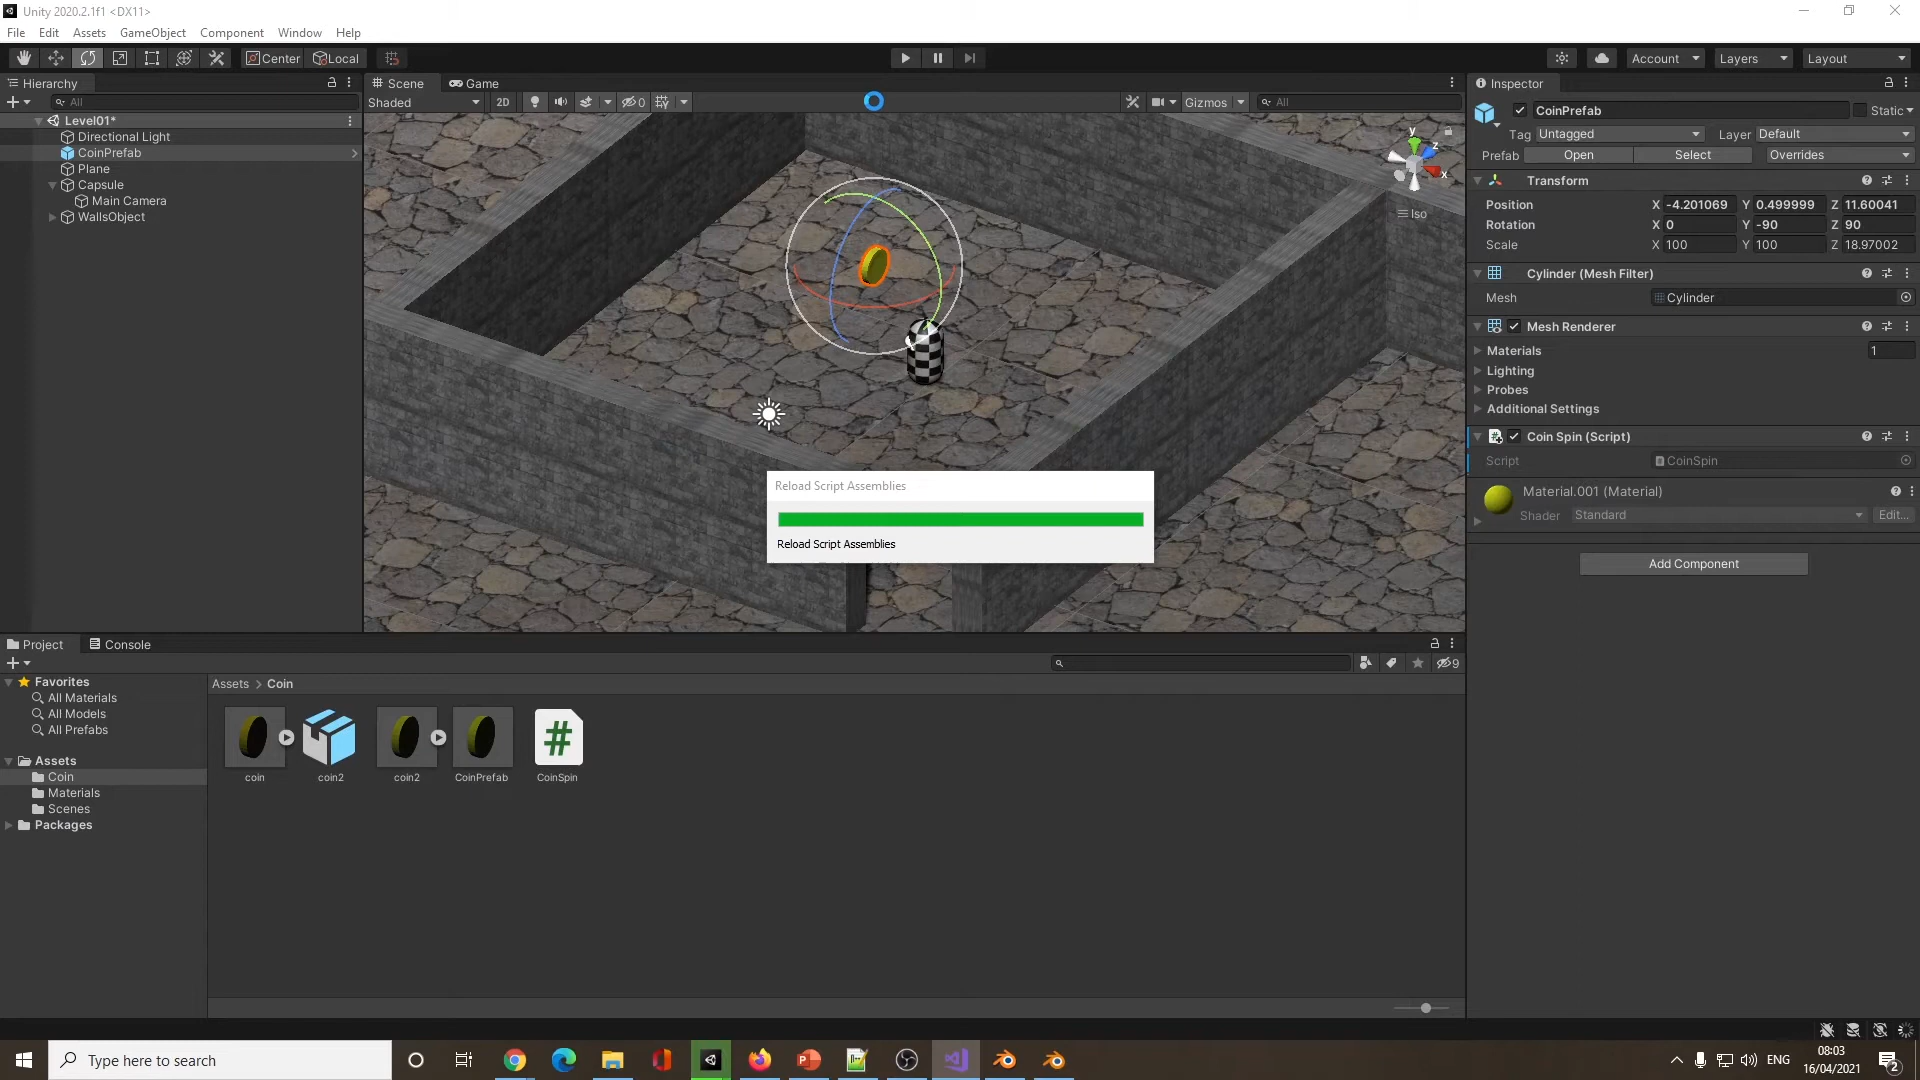 Unity 2020.2.1f1 <DX11>
File Edit Assets GameObject Component Window Help
Center Local Account Layers Layout
Hierarchy
All
Level01*
Directional Light
CoinPrefab
Plane
Capsule
Main Camera
WallsObject
Scene Game
Shaded 2D 0 Gizmos All
y
z
x
Iso
Reload Script Assemblies
Reload Script Assemblies
Inspector
CoinPrefab Static
Tag Untagged Layer Default
Prefab Open Select Overrides
Transform
Position X -4.201069 Y 0.499999 Z 11.60041
Rotation X 0 Y -90 Z 90
Scale X 100 Y 100 Z 18.97002
Cylinder (Mesh Filter)
Mesh Cylinder
Mesh Renderer
Materials 1
Lighting
Probes
Additional Settings
Coin Spin (Script)
Script CoinSpin
Material.001 (Material)
Shader Standard Edit...
Add Component
Project Console
9
Favorites
All Materials
All Models
All Prefabs
Assets
Coin
Materials
Scenes
Packages
Assets > Coin
coin coin2 coin2 CoinPrefab CoinSpin
Type here to search
ENG
08:03
16/04/2021
2